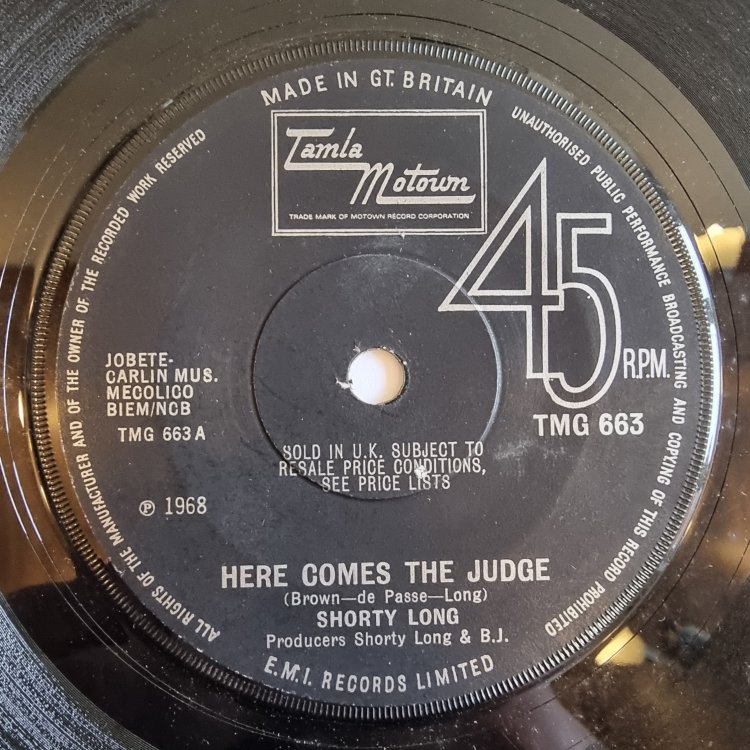 MADE IN GT. BRITAIN
UNAUTHORISED PUBLIC PERFORMANCE BROADCASTING AND COPYING OF THIS RECORD PROHIBITED
ALL RIGHTS OF THE MANUFACTURER AND OF THE OWNER OF THE RECORDED WORK RESERVED
Tamla
Motown
TRADE MARK OF MOTOWN RECORD CORPORATION
45
R.P.M.
TMG 663
JOBETE-
CARLIN MUS.
MECOLICO
BIEM/NCB
TMG 663 A
SOLD IN U.K. SUBJECT TO
RESALE PRICE CONDITIONS,
SEE PRICE LISTS
℗ 1968
HERE COMES THE JUDGE
(Brown—de Passe—Long)
SHORTY LONG
Producers Shorty Long & B.J.
E.M.I. RECORDS LIMITED